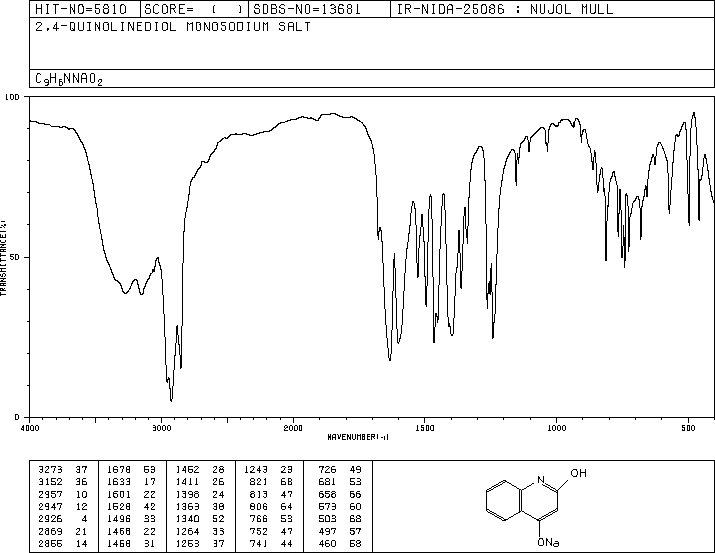 HIT-NO=5810 SCORE= ( ) SDBS-NO=13681 IR-NIDA-25086 : NUJOL MULL
2,4-QUINOLINEDIOL MONOSODIUM SALT
C9H6NNAO2
100
50
0
TRANSMITTANCE(%)
4000 3000 2000 1500 1000 500
WAVENUMBER(-1)
3273 37 1678 59 1452 28 1243 23 726 49
3152 36 1633 17 1411 26 821 68 681 53
2957 10 1601 22 1398 24 813 47 658 66
2947 12 1528 42 1363 38 806 64 573 60
2926 4 1496 33 1340 52 766 53 503 68
2869 21 1468 22 1264 33 752 47 497 57
2855 14 1458 31 1253 37 741 44 460 58
OH
N
ONa